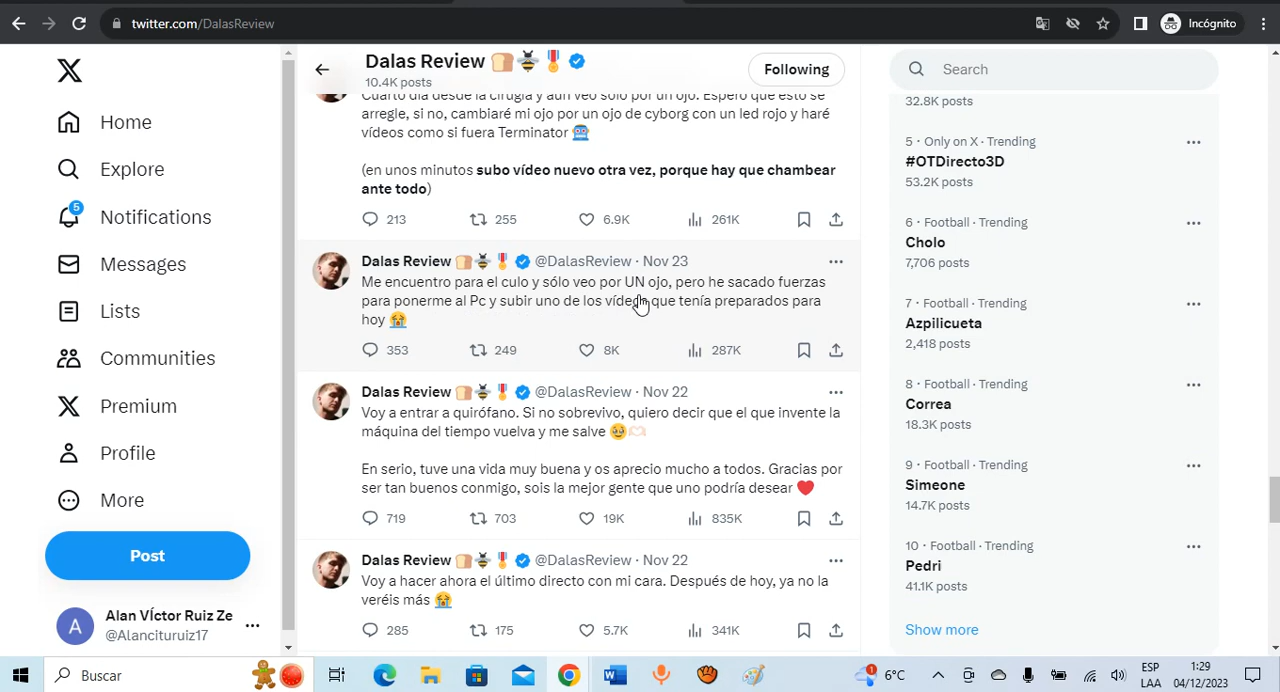 twitter.com/DalasReview
Incógnito
Home
Explore
5
Notifications
Messages
Lists
Communities
Premium
Profile
More
Post
Alan VÍctor Ruiz Ze
@Alancituruiz17
Dalas Review
10.4K posts
Following
Cuarto día desde la cirugía y aún veo sólo por un ojo. Espero que esto se
arregle, si no, cambiaré mi ojo por un ojo de cyborg con un led rojo y haré
vídeos como si fuera Terminator
(en unos minutos subo vídeo nuevo otra vez, porque hay que chambear
ante todo)
213 255 6.9K 261K
Dalas Review @DalasReview · Nov 23
Me encuentro para el culo y sólo veo por UN ojo, pero he sacado fuerzas
para ponerme al Pc y subir uno de los vídeos que tenía preparados para
hoy
353 249 8K 287K
Dalas Review @DalasReview · Nov 22
Voy a entrar a quirófano. Si no sobrevivo, quiero decir que el que invente la
máquina del tiempo vuelva y me salve
En serio, tuve una vida muy buena y os aprecio mucho a todos. Gracias por
ser tan buenos conmigo, sois la mejor gente que uno podría desear
719 703 19K 835K
Dalas Review @DalasReview · Nov 22
Voy a hacer ahora el último directo con mi cara. Después de hoy, ya no la
veréis más
285 175 5.7K 341K
Search
32.8K posts
5 · Only on X · Trending
#OTDirecto3D
53.2K posts
6 · Football · Trending
Cholo
7,706 posts
7 · Football · Trending
Azpilicueta
2,418 posts
8 · Football · Trending
Correa
18.3K posts
9 · Football · Trending
Simeone
14.7K posts
10 · Football · Trending
Pedri
41.1K posts
Show more
Buscar
1
6°C
ESP
LAA
1:29
04/12/2023